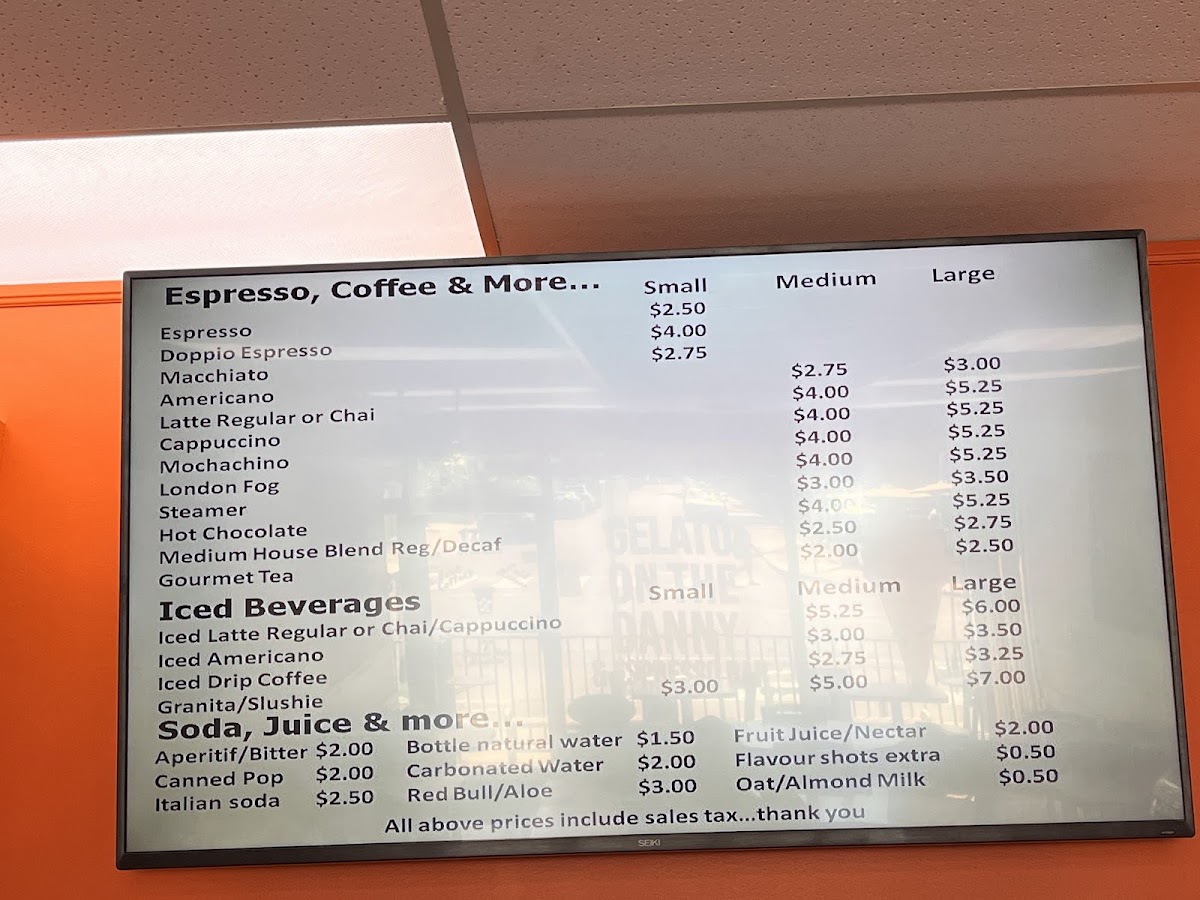 Espresso, Coffee & More... Small Medium Large
Espresso $2.50
Doppio Espresso $4.00
Macchiato $2.75
Americano $2.75 $3.00
Latte Regular or Chai $4.00 $5.25
Cappuccino $4.00 $5.25
Mochachino $4.00 $5.25
London Fog $4.00 $5.25
Steamer $3.00 $3.50
Hot Chocolate $4.00 $5.25
Medium House Blend Reg/Decaf $2.50 $2.75
Gourmet Tea $2.00 $2.50
Iced Beverages Small Medium Large
Iced Latte Regular or Chai/Cappuccino $5.25 $6.00
Iced Americano $3.00 $3.50
Iced Drip Coffee $2.75 $3.25
Granita/Slushie $3.00 $5.00 $7.00
Soda, Juice & more...
Aperitif/Bitter $2.00 Bottle natural water $1.50 Fruit Juice/Nectar $2.00
Canned Pop $2.00 Carbonated Water $2.00 Flavour shots extra $0.50
Italian soda $2.50 Red Bull/Aloe $3.00 Oat/Almond Milk $0.50
All above prices include sales tax...thank you
SEIKI
GELATO
ON THE
DANNY